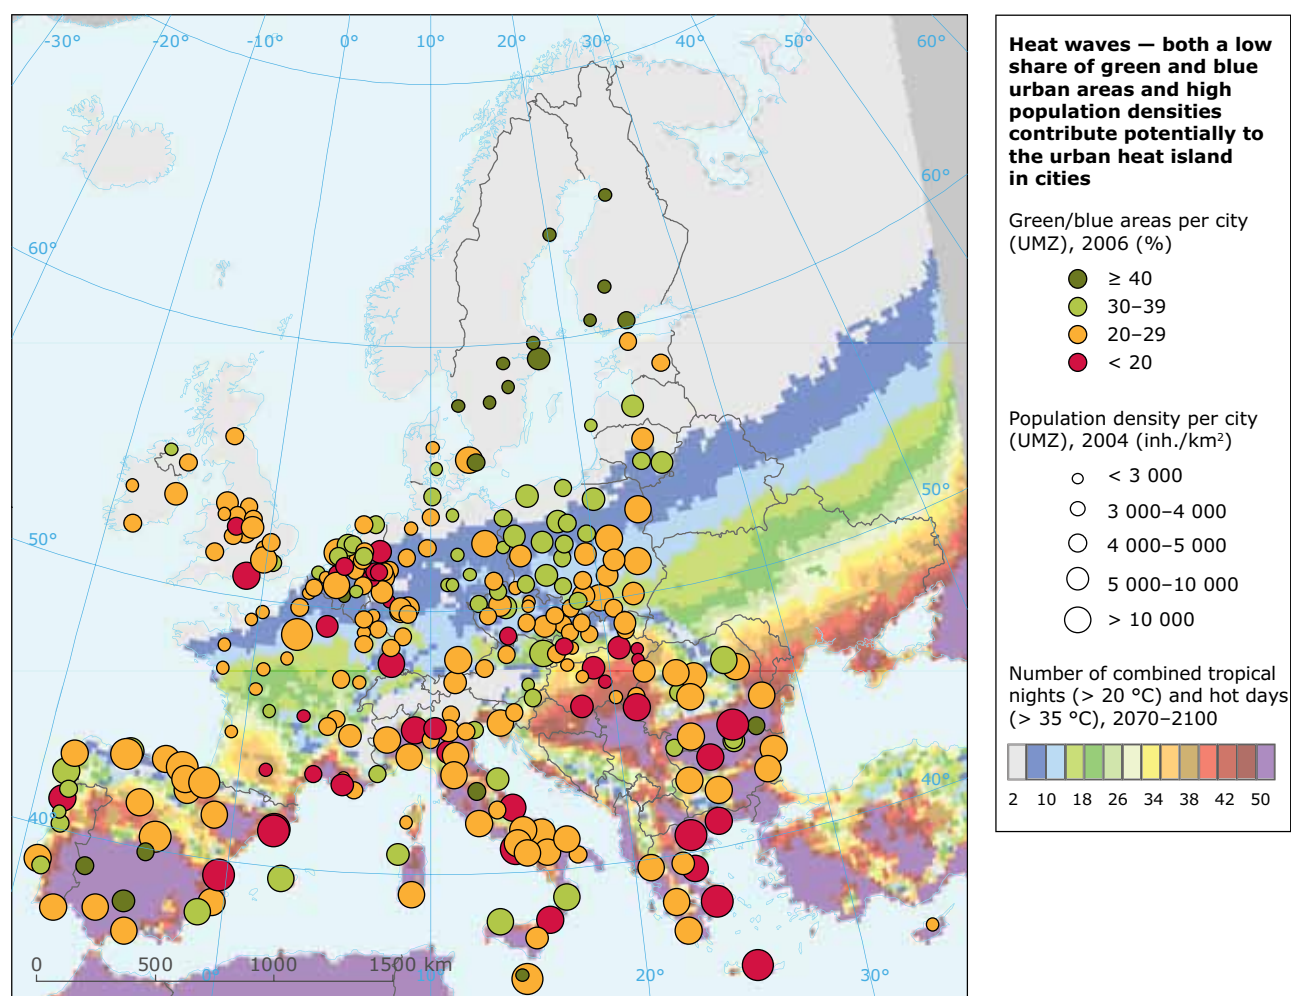 -30°
-20°
-10°
0°
10°
20°
30°
40°
50°
60°
60°
60°
50°
50°
40°
40°
0
500
1000
1500 km
0°
10°
20°
30°
Heat waves — both a low
share of green and blue
urban areas and high
population densities
contribute potentially to
the urban heat island
in cities
Green/blue areas per city
(UMZ), 2006 (%)
≥ 40
30–39
20–29
< 20
Population density per city
(UMZ), 2004 (inh./km²)
< 3 000
3 000–4 000
4 000–5 000
5 000–10 000
> 10 000
Number of combined tropical
nights (> 20 °C) and hot days
(> 35 °C), 2070–2100
2 10 18 26 34 38 42 50